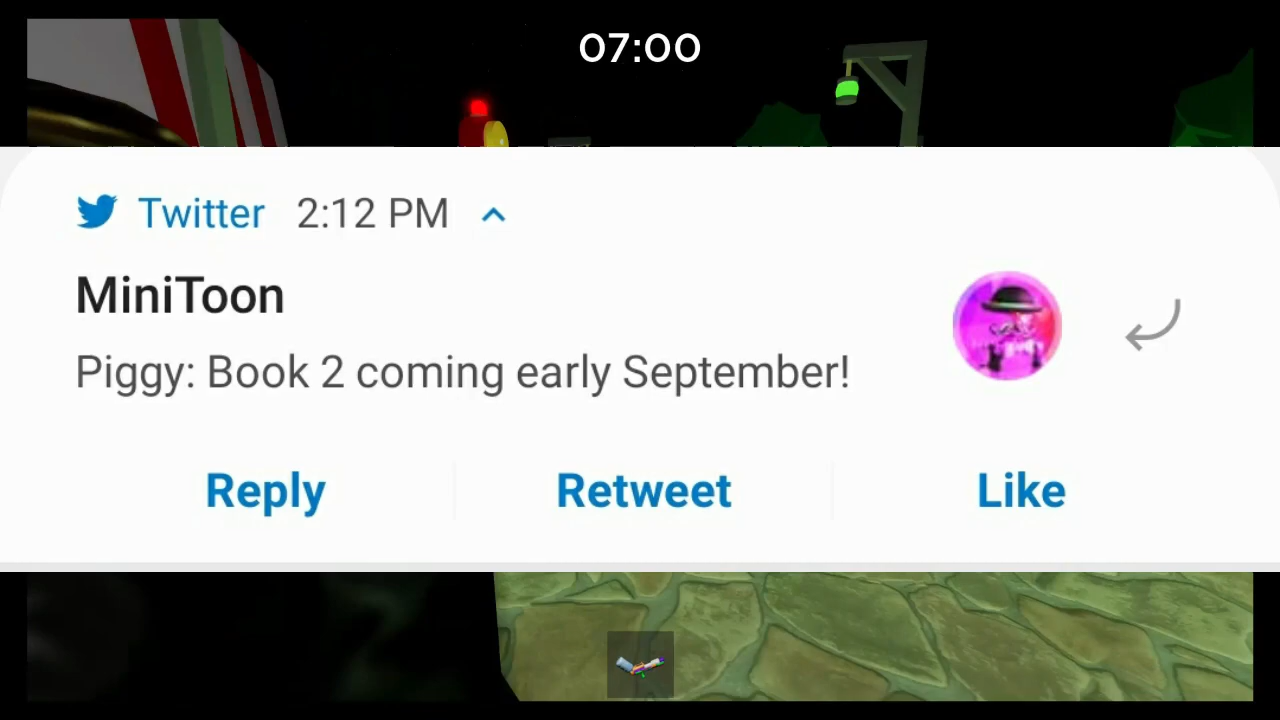 07:00
Twitter 2:12 PM
MiniToon
Piggy: Book 2 coming early September!
Reply Retweet Like